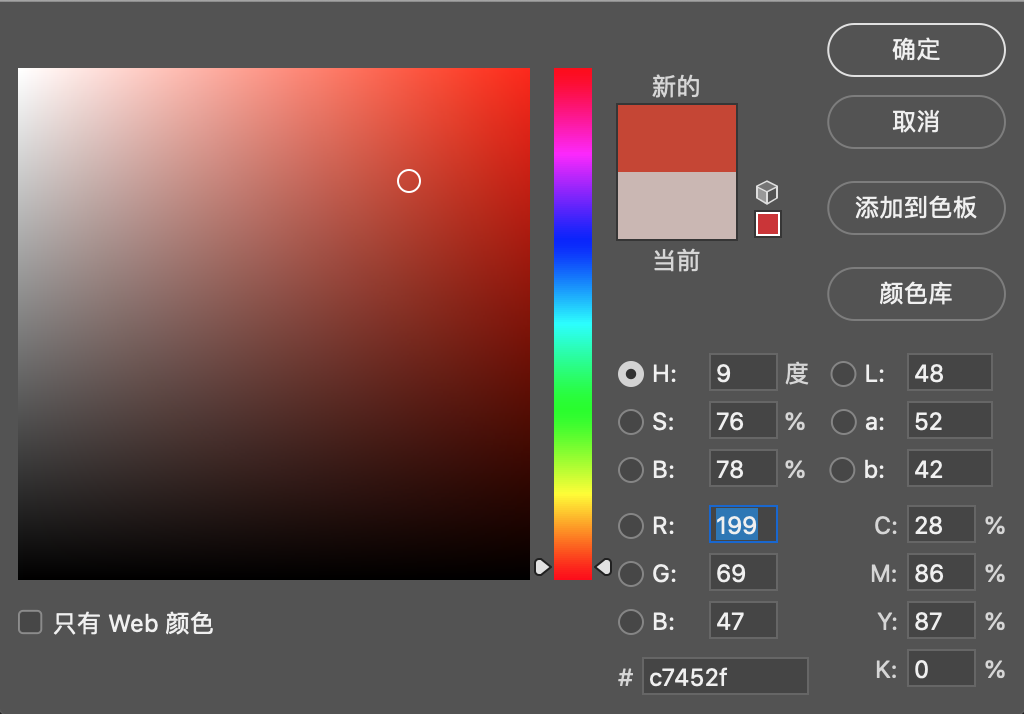 确定
新的
取消
当前
添加到色板
颜色库
H: 9 度 L: 48
S: 76 % a: 52
B: 78 % b: 42
R: 199 C: 28 %
G: 69 M: 86 %
B: 47 Y: 87 %
# c7452f K: 0 %
只有 Web 颜色